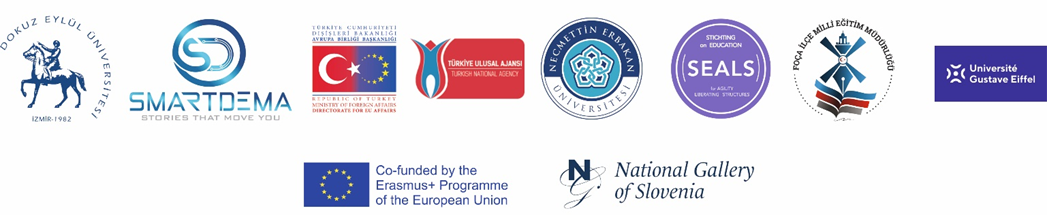 DOKUZ EYLÜL ÜNİVERSİTESİ
İZMİR-1982
SD
SMARTDEMA
STORIES THAT MOVE YOU
TÜRKİYE CUMHURİYETİ
DIŞİŞLERİ BAKANLIĞI
AVRUPA BİRLİĞİ BAŞKANLIĞI
REPUBLIC OF TURKEY
MINISTRY OF FOREIGN AFFAIRS
DIRECTORATE FOR EU AFFAIRS
TÜRKİYE ULUSAL AJANSI
TURKISH NATIONAL AGENCY
NECMETTİN ERBAKAN
ÜNİVERSİTESİ
STICHTING
on EDUCATION
SEALS
for AGILITY
LIBERATING STRUCTURES
FOÇA İLÇE MİLLİ EĞİTİM MÜDÜRLÜĞÜ
Université
Gustave Eiffel
Co-funded by the
Erasmus+ Programme
of the European Union
NG
National Gallery
of Slovenia